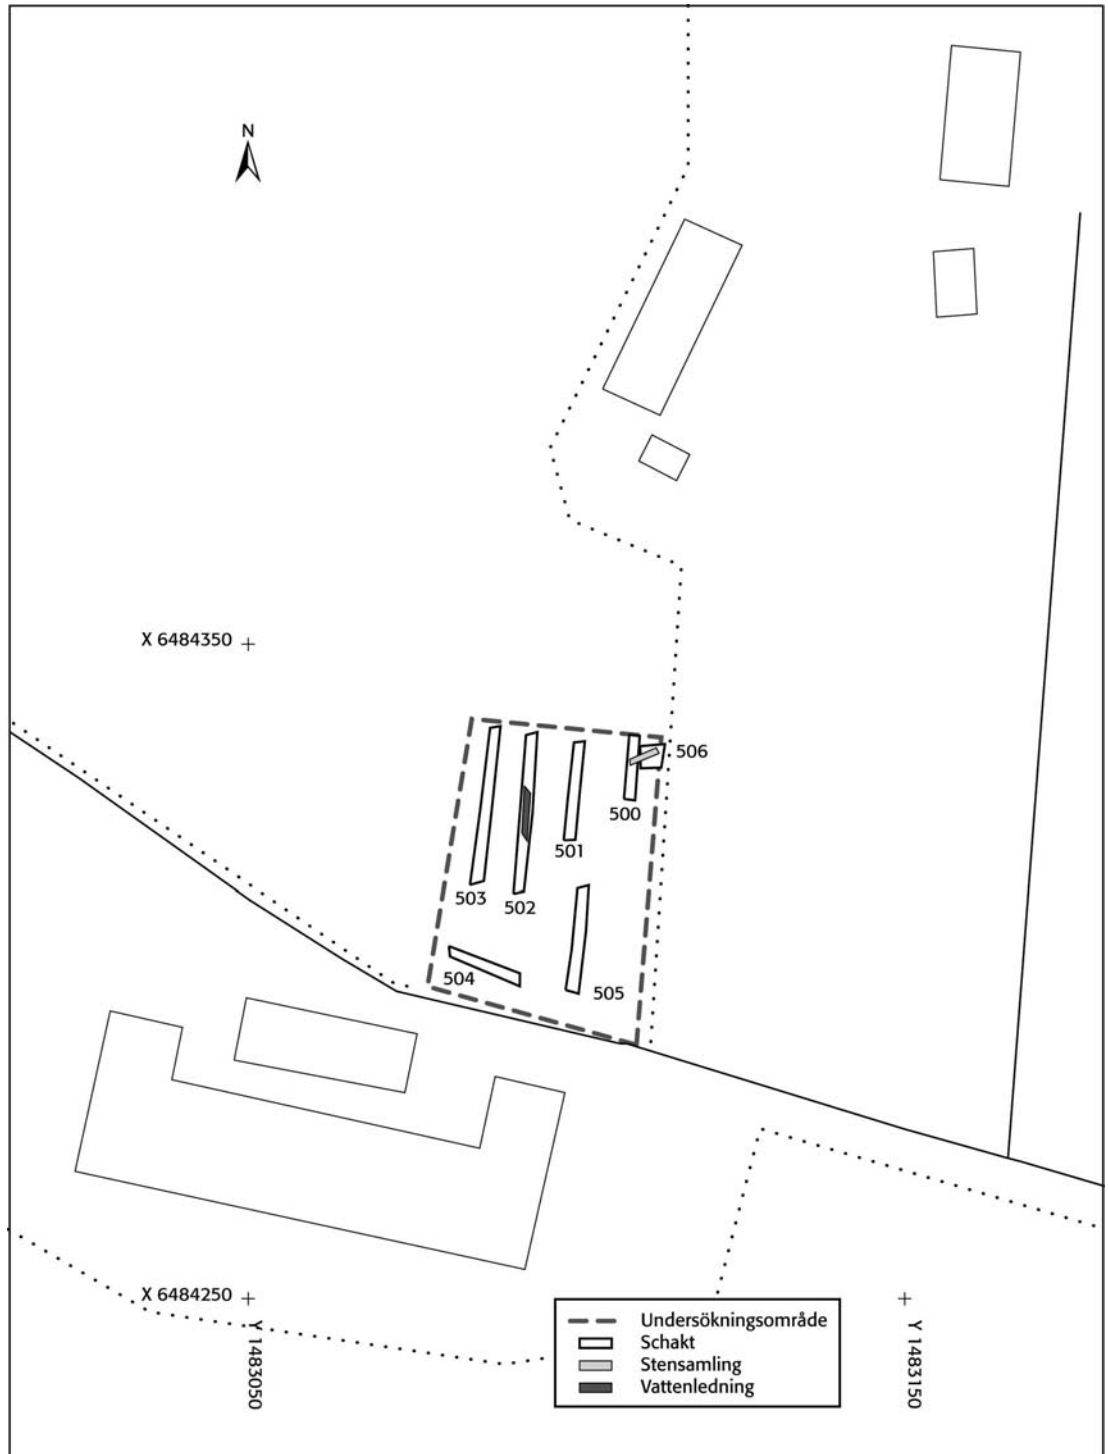 N
X 6484350
506
500
501
503
502
504
505
X 6484250
Y 1483050
Y 1483150
Undersökningsområde
Schakt
Stensamling
Vattenledning